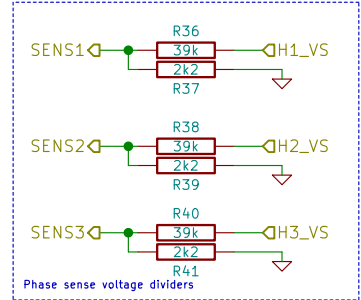 R36
SENS1 39k H1_VS
2k2
R37
R38
SENS2 39k H2_VS
2k2
R39
R40
SENS3 39k H3_VS
2k2
R41
Phase sense voltage dividers